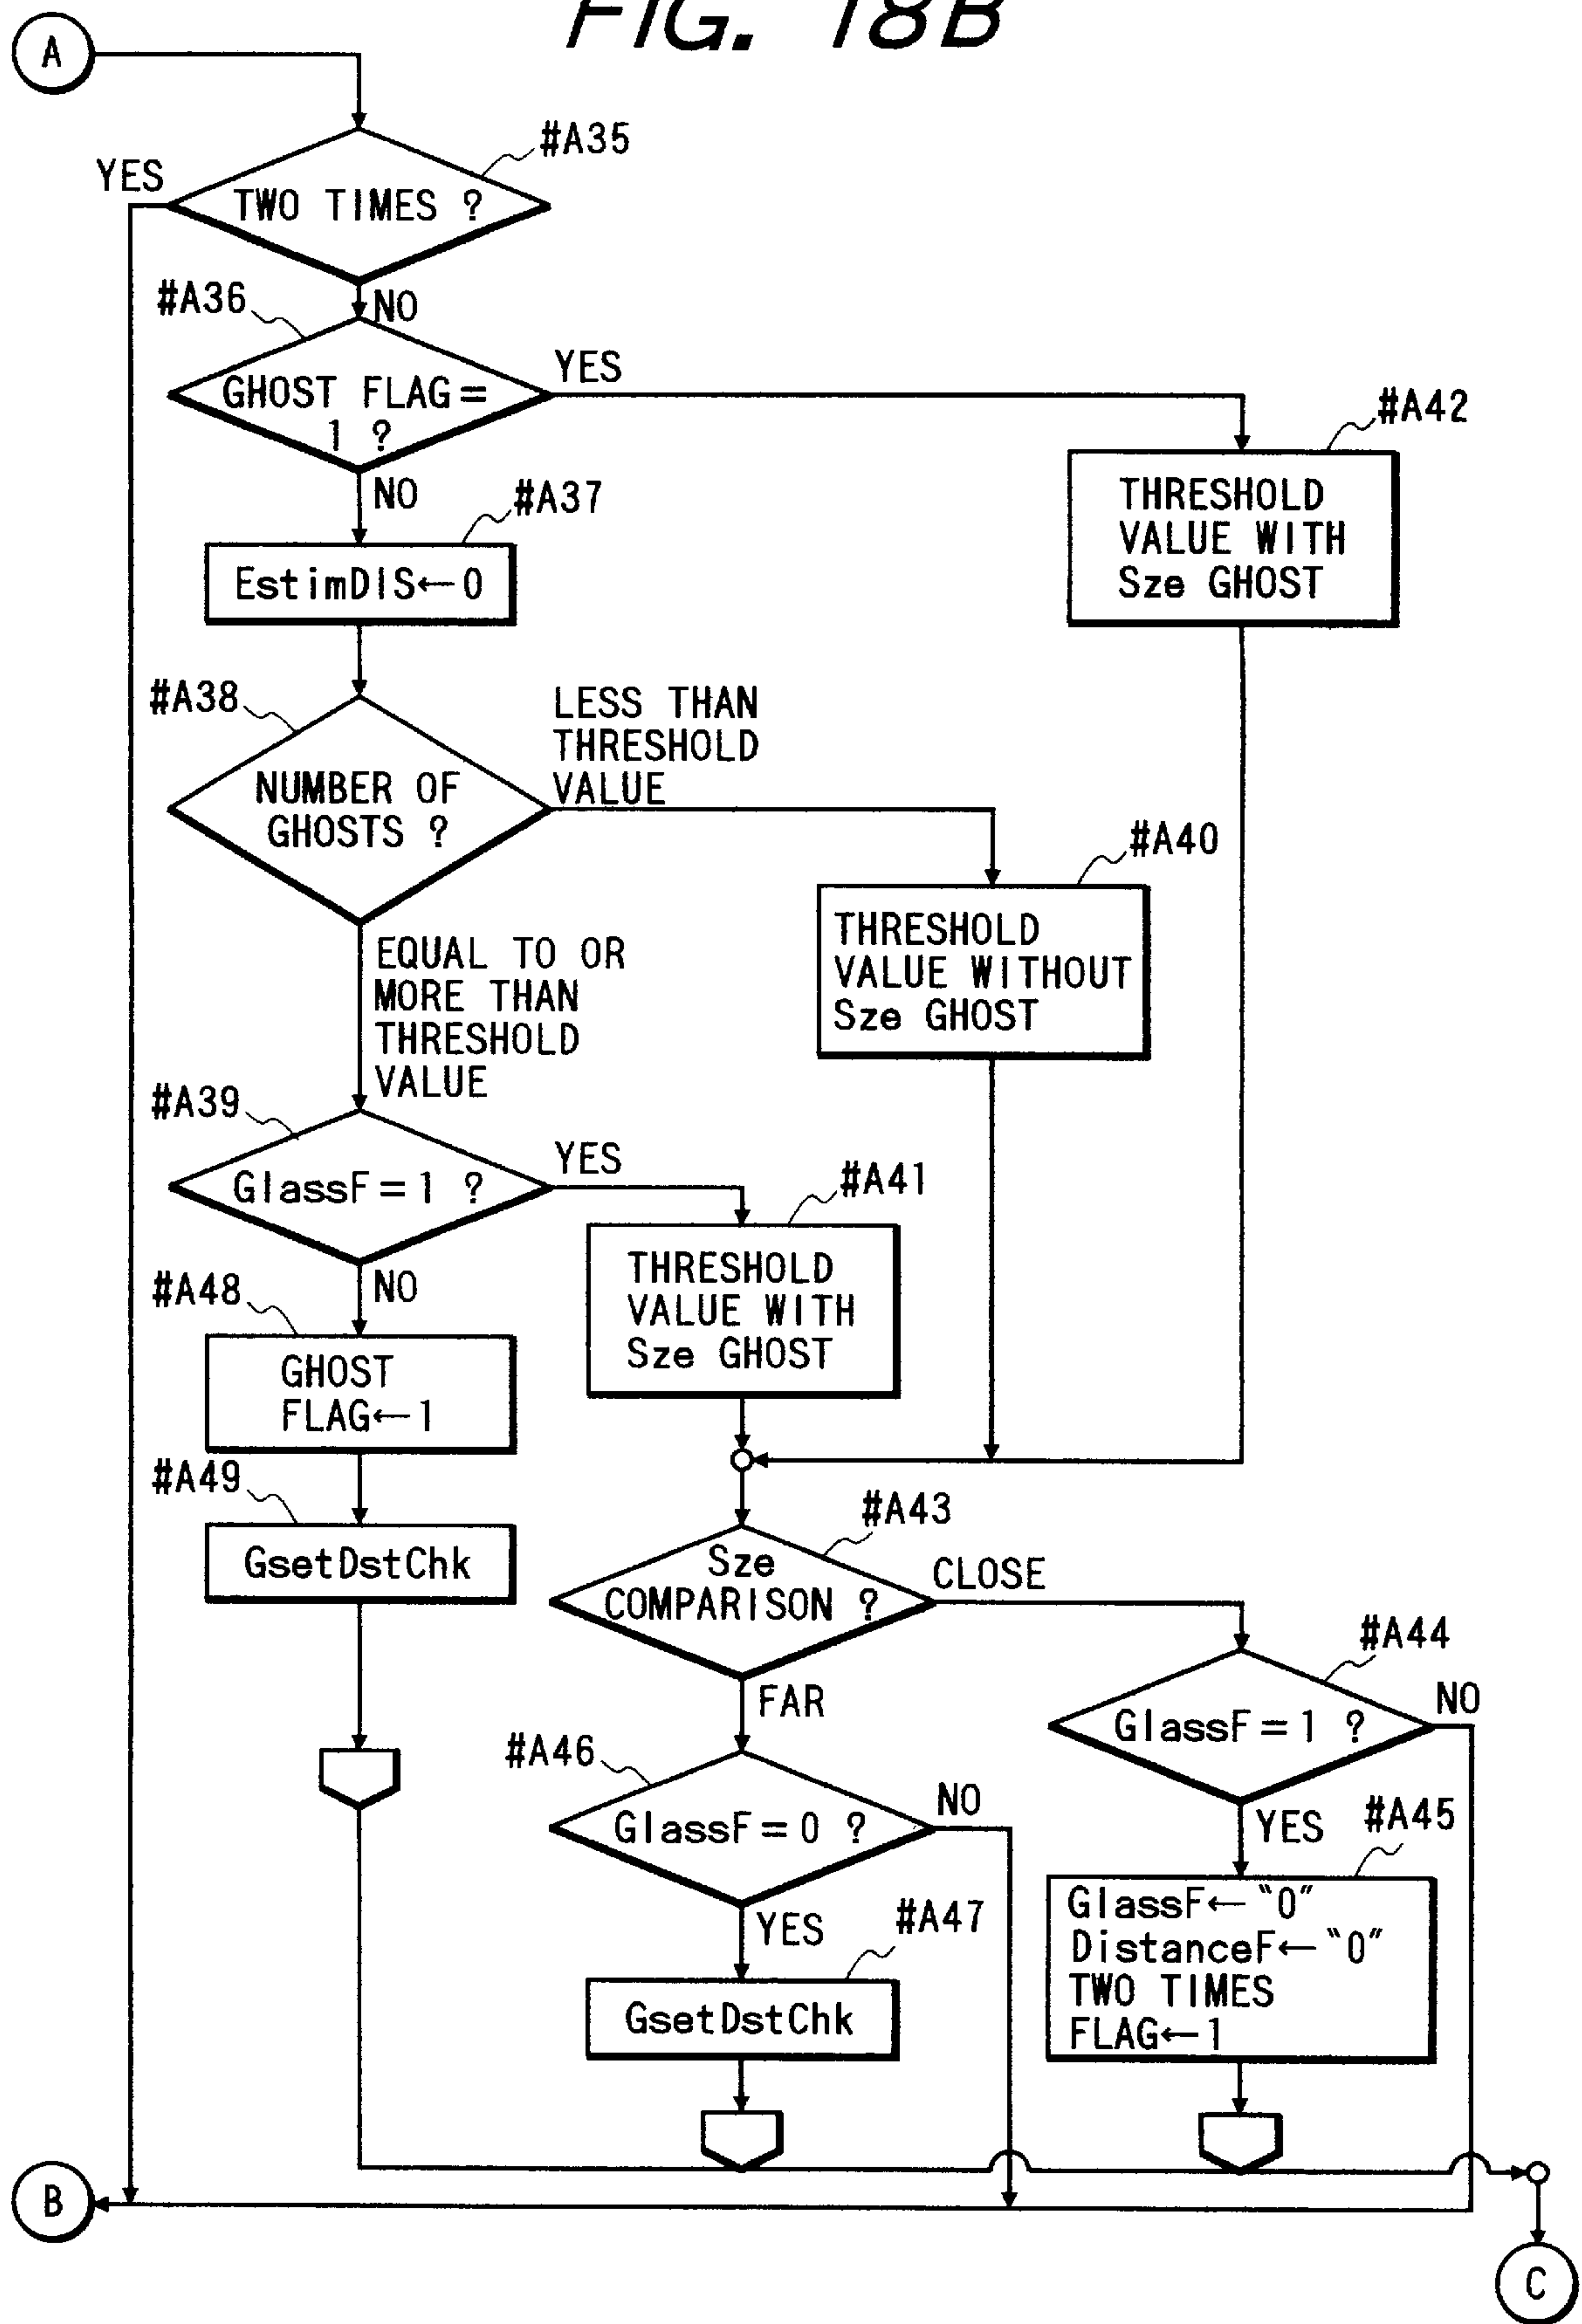 FIG. 18B
A
#A35
YES
TWO TIMES ?
#A36
NO
GHOST FLAG=
1 ?
YES
#A42
THRESHOLD
VALUE WITH
Sze GHOST
NO
#A37
EstimDIS←0
#A38
LESS THAN
THRESHOLD
VALUE
NUMBER OF
GHOSTS ?
#A40
THRESHOLD
VALUE WITHOUT
Sze GHOST
EQUAL TO OR
MORE THAN
THRESHOLD
VALUE
#A39
GlassF=1 ?
YES
#A41
THRESHOLD
VALUE WITH
Sze GHOST
NO
#A48
GHOST
FLAG←1
#A49
GsetDstChk
#A43
Sze
COMPARISON ?
CLOSE
#A44
GlassF=1 ?
NO
FAR
#A46
GlassF=0 ?
NO
YES
#A45
GlassF←"0"
DistanceF←"0"
TWO TIMES
FLAG←1
YES
#A47
GsetDstChk
B
C